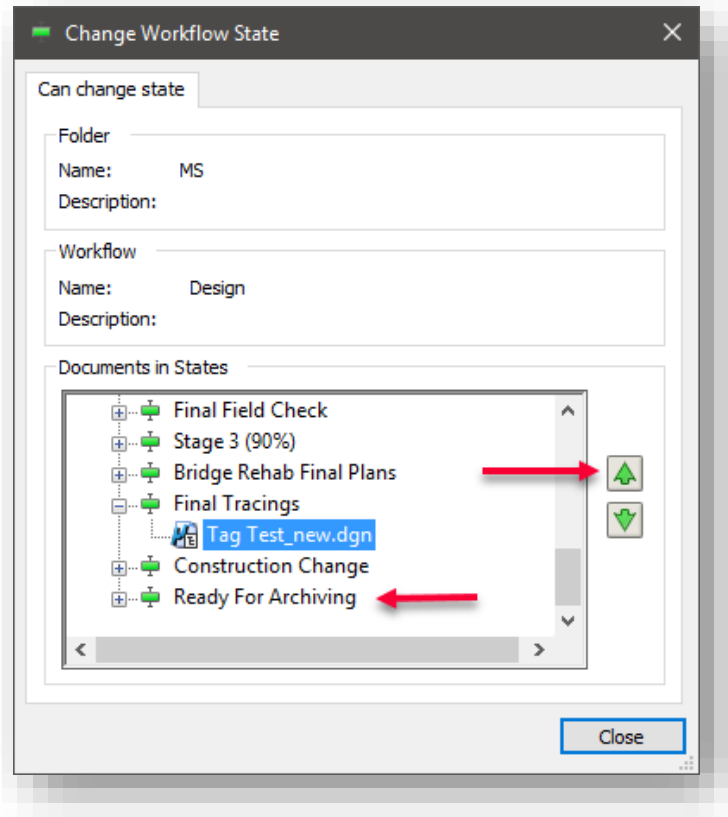 Change Workflow State
Can change state
Folder
Name: MS
Description:
Workflow
Name: Design
Description:
Documents in States
Final Field Check
Stage 3 (90%)
Bridge Rehab Final Plans
Final Tracings
Tag Test_new.dgn
Construction Change
Ready For Archiving
Close